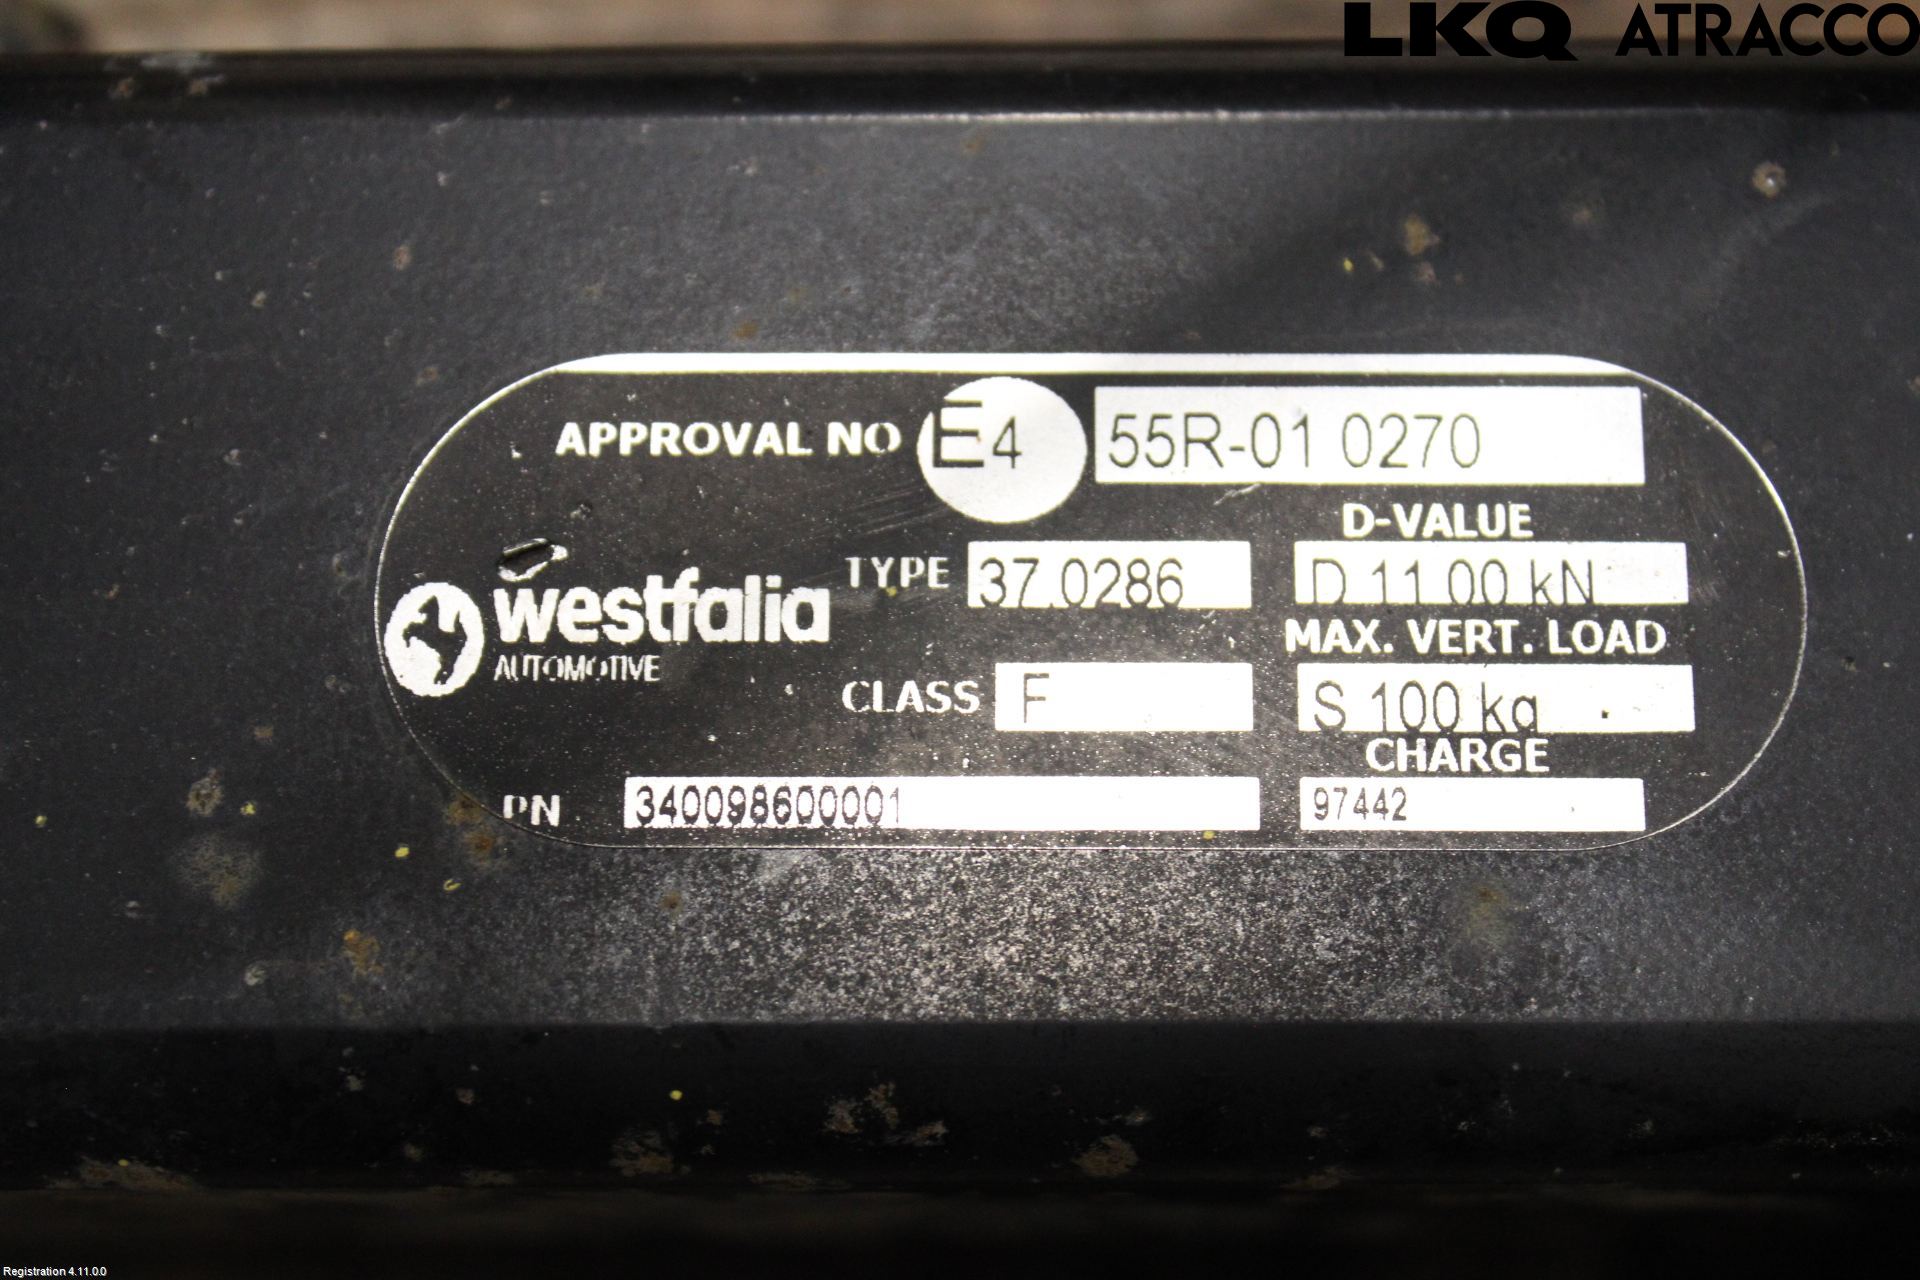 LKQ ATRACCO
APPROVAL NO E4 55R-01 0270
D-VALUE
TYPE 37 0286 D 11 00 kN
westfalia
AUTOMOTIVE
MAX. VERT. LOAD
CLASS F S 100 kg
CHARGE
PN 340098600001 97442
Registration 4.11.0.0